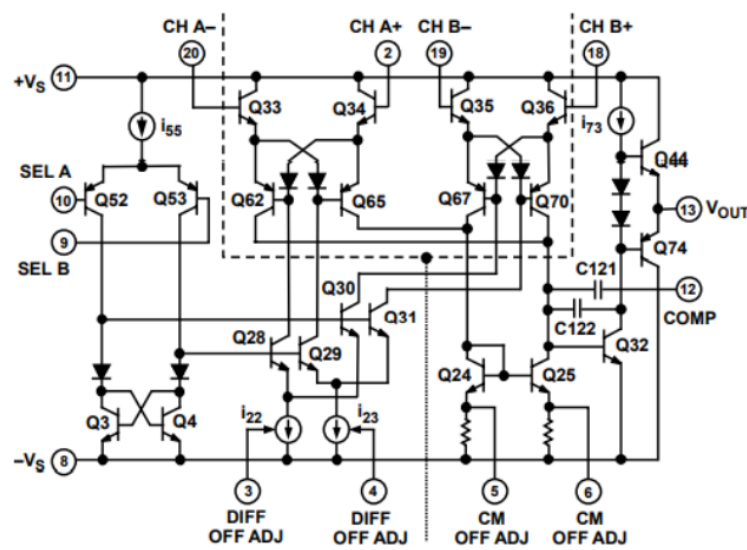 CH A– CH A+ CH B– CH B+
20 2 19 18
+VS 11
Q33 Q34 Q35 Q36
i55 i73
Q44
SEL A
10 Q52 Q53 Q62 Q65 Q67 Q70 13 VOUT
9
SEL B
Q74
C121 12
Q30 COMP
Q31 C122
Q28 Q29 Q32
Q24 Q25
Q3 Q4 i22 i23
–VS 8
3 4 5 6
DIFF DIFF CM CM
OFF ADJ OFF ADJ OFF ADJ OFF ADJ